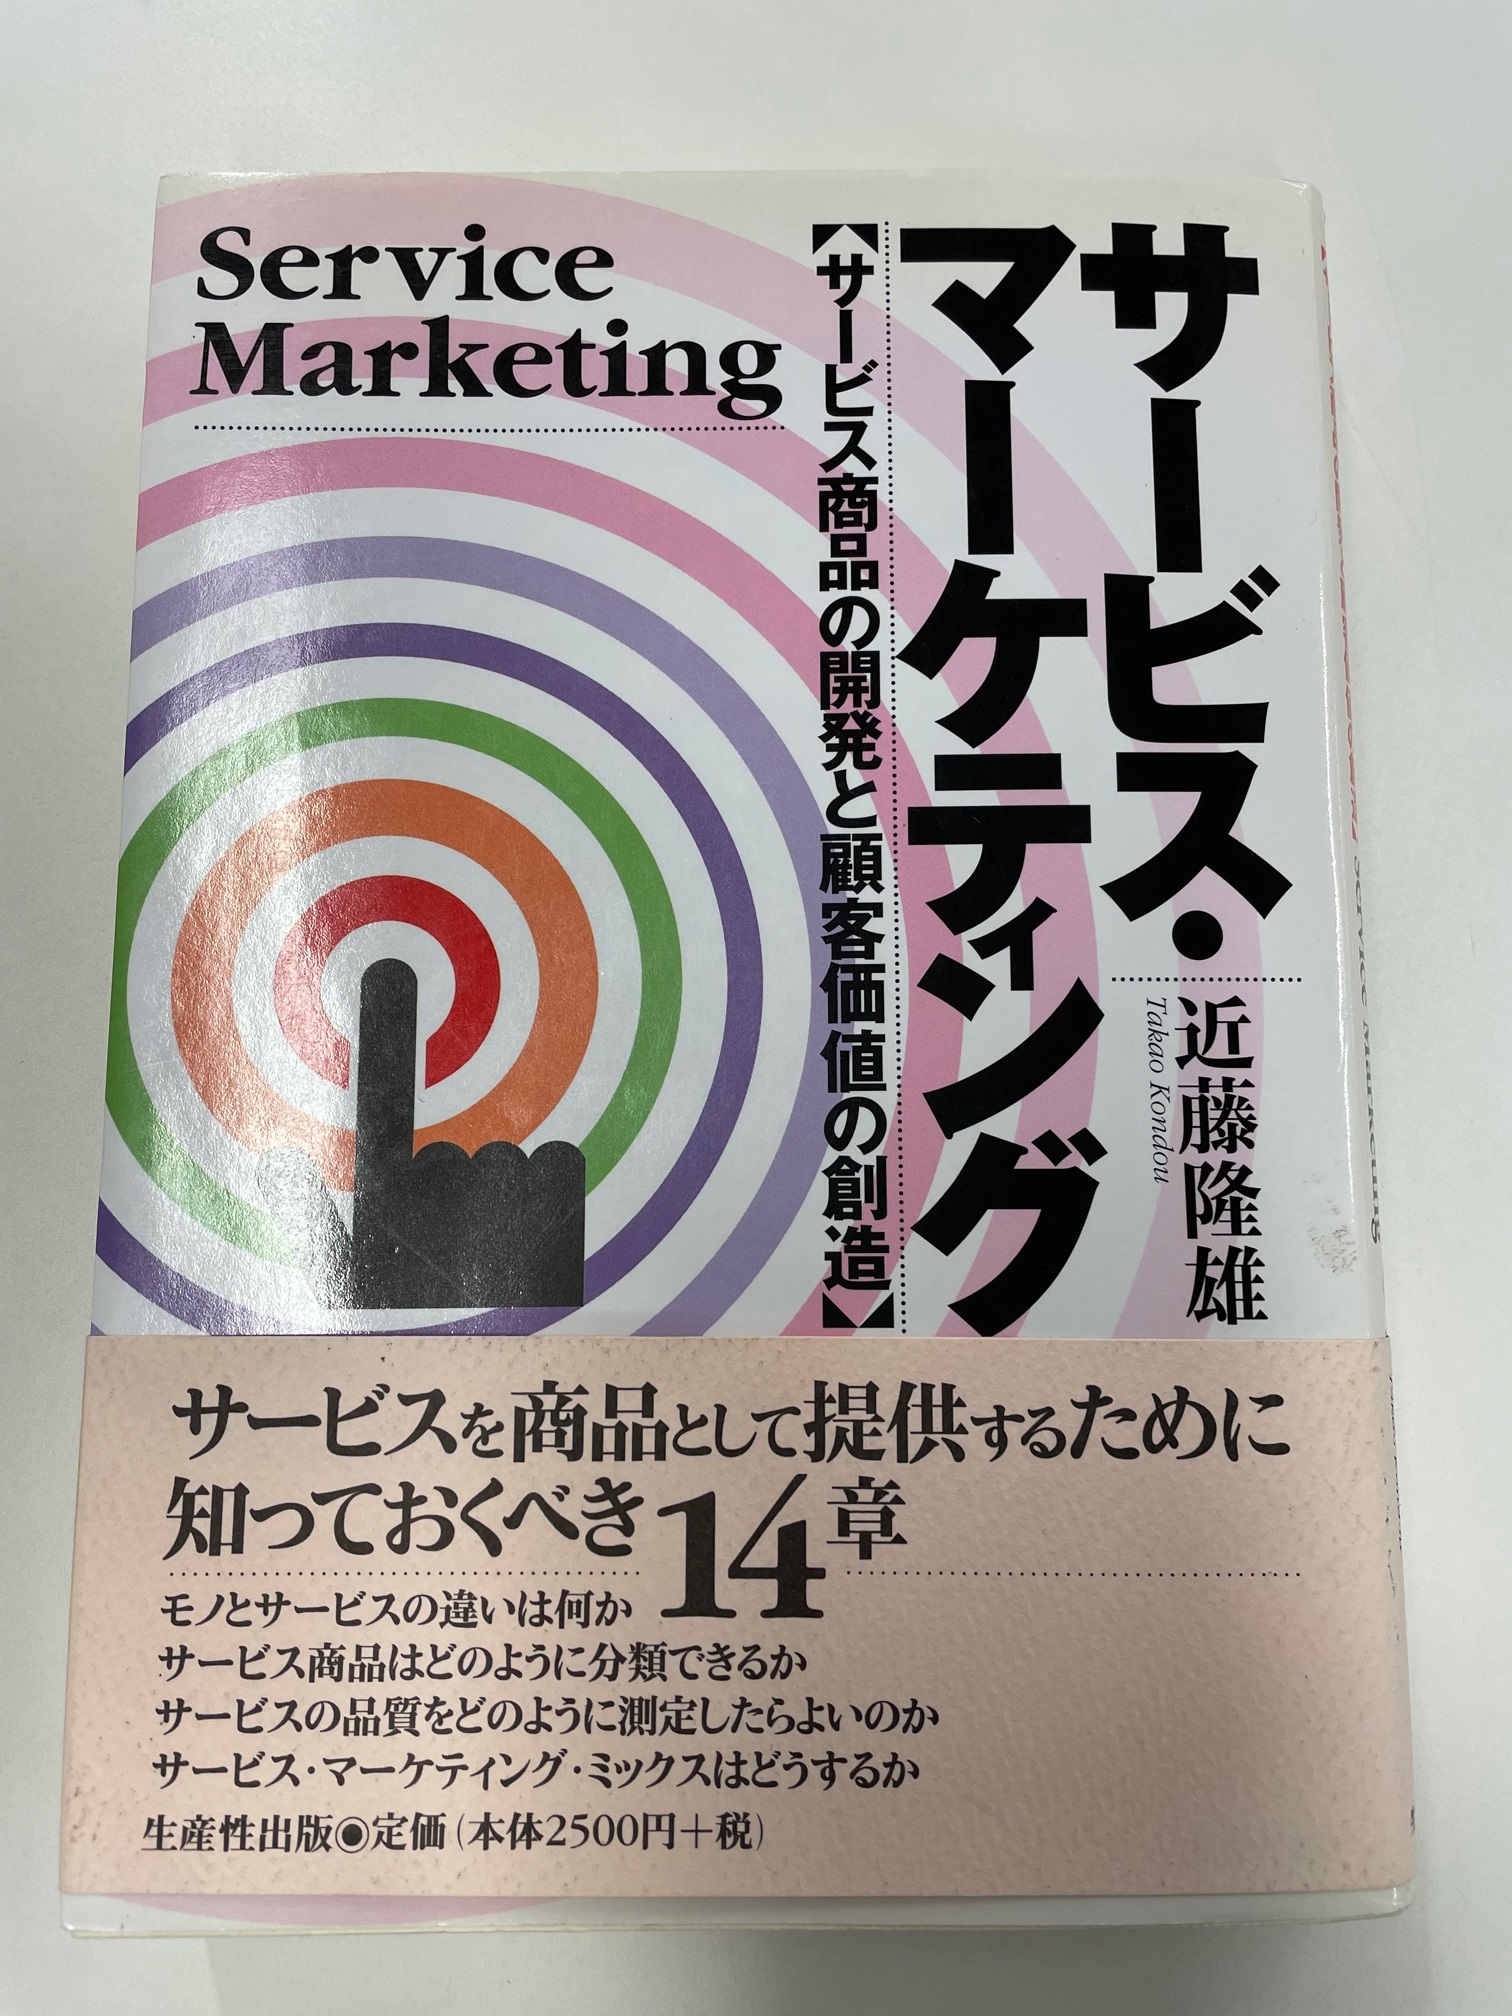 Service
Marketing
サービス・
マーケティング
【サービス商品の開発と顧客価値の創造】
近藤隆雄
Takao Kondou
サービスを商品として提供するために
知っておくべき14章
モノとサービスの違いは何か
サービス商品はどのように分類できるか
サービスの品質をどのように測定したらよいのか
サービス・マーケティング・ミックスはどうするか
生産性出版◉定価(本体2500円+税)
Service Marketing